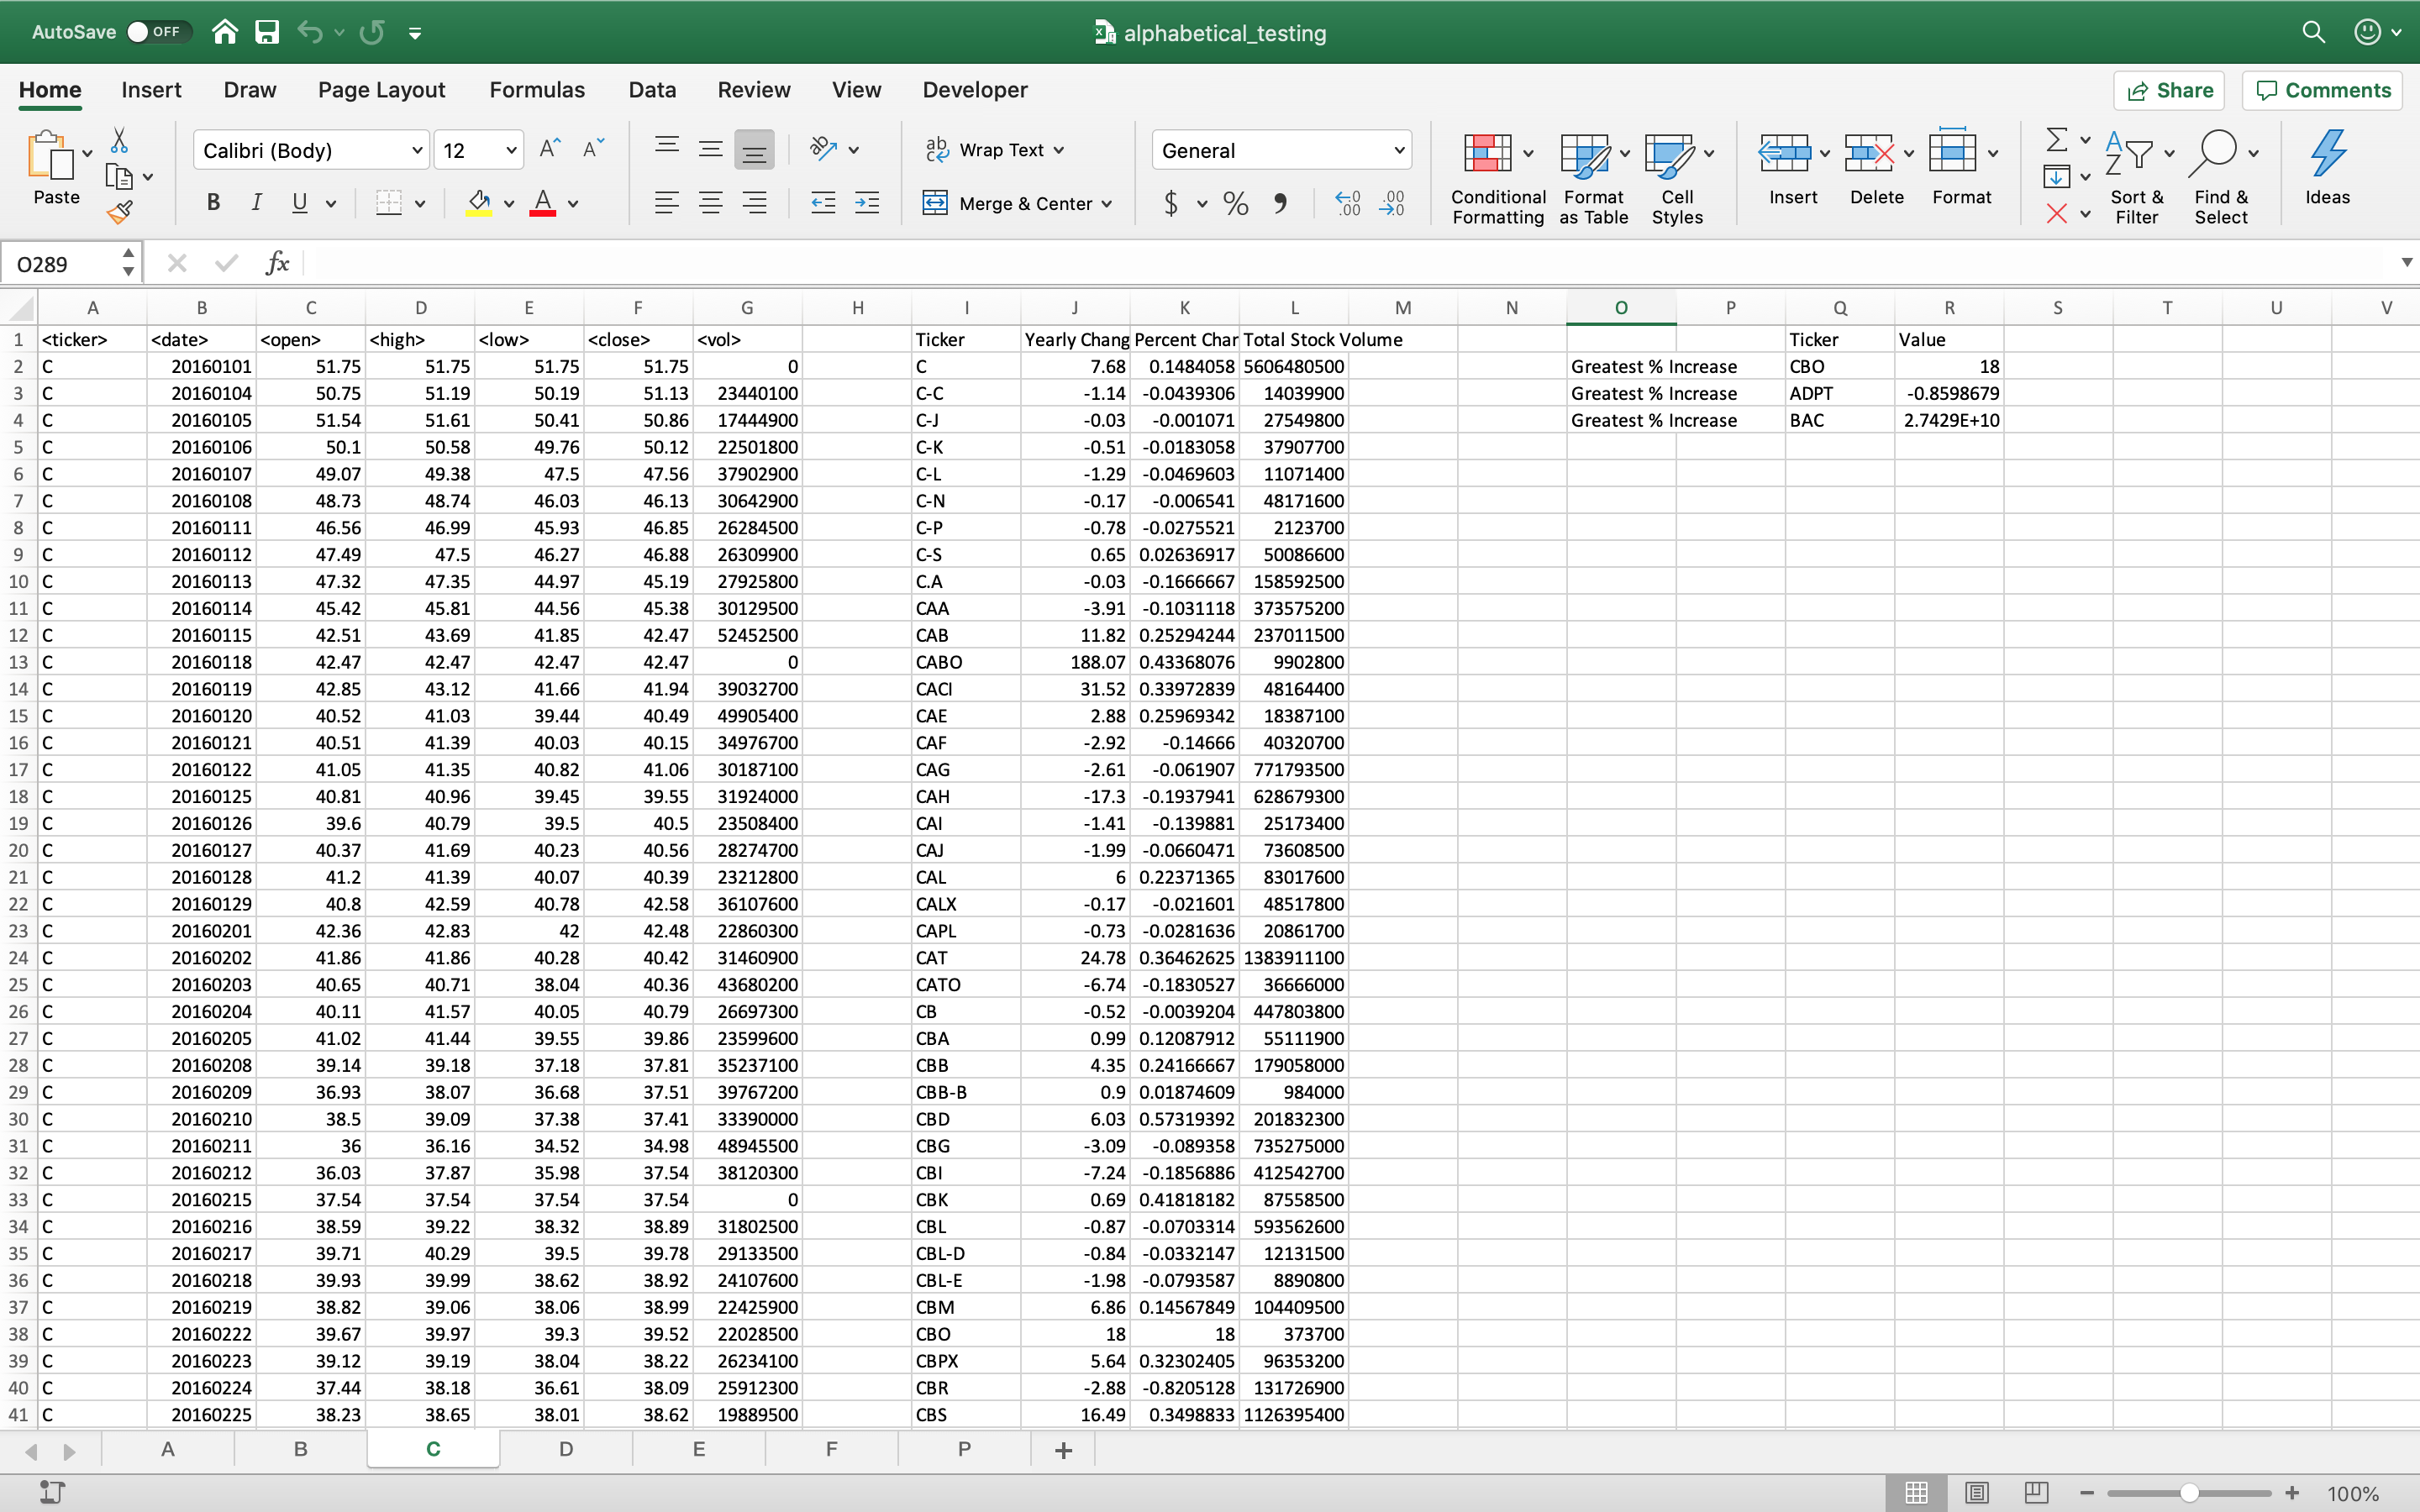 AutoSave OFF alphabetical_testing
Home Insert Draw Page Layout Formulas Data Review View Developer Share Comments
Paste Calibri (Body) 12 A^ Aˇ ab Wrap Text General Conditional Formatting Format as Table Cell Styles Insert Delete Format Sort & Filter Find & Select Ideas
B I U A Merge & Center $ % 9 .00 .0
O289 fx
A B C D E F G H I J K L M N O P Q R S T U V
1 <ticker> <date> <open> <high> <low> <close> <vol> Ticker Yearly Chang Percent Char Total Stock Volume Ticker Value
2 C 20160101 51.75 51.75 51.75 51.75 0 C 7.68 0.1484058 5606480500 Greatest % Increase CBO 18
3 C 20160104 50.75 51.19 50.19 51.13 23440100 C-C -1.14 -0.0439306 14039900 Greatest % Increase ADPT -0.8598679
4 C 20160105 51.54 51.61 50.41 50.86 17444900 C-J -0.03 -0.001071 27549800 Greatest % Increase BAC 2.7429E+10
5 C 20160106 50.1 50.58 49.76 50.12 22501800 C-K -0.51 -0.0183058 37907700
6 C 20160107 49.07 49.38 47.5 47.56 37902900 C-L -1.29 -0.0469603 11071400
7 C 20160108 48.73 48.74 46.03 46.13 30642900 C-N -0.17 -0.006541 48171600
8 C 20160111 46.56 46.99 45.93 46.85 26284500 C-P -0.78 -0.0275521 2123700
9 C 20160112 47.49 47.5 46.27 46.88 26309900 C-S 0.65 0.02636917 50086600
10 C 20160113 47.32 47.35 44.97 45.19 27925800 C.A -0.03 -0.1666667 158592500
11 C 20160114 45.42 45.81 44.56 45.38 30129500 CAA -3.91 -0.1031118 373575200
12 C 20160115 42.51 43.69 41.85 42.47 52452500 CAB 11.82 0.25294244 237011500
13 C 20160118 42.47 42.47 42.47 42.47 0 CABO 188.07 0.43368076 9902800
14 C 20160119 42.85 43.12 41.66 41.94 39032700 CACI 31.52 0.33972839 48164400
15 C 20160120 40.52 41.03 39.44 40.49 49905400 CAE 2.88 0.25969342 18387100
16 C 20160121 40.51 41.39 40.03 40.15 34976700 CAF -2.92 -0.14666 40320700
17 C 20160122 41.05 41.35 40.82 41.06 30187100 CAG -2.61 -0.061907 771793500
18 C 20160125 40.81 40.96 39.45 39.55 31924000 CAH -17.3 -0.1937941 628679300
19 C 20160126 39.6 40.79 39.5 40.5 23508400 CAI -1.41 -0.139881 25173400
20 C 20160127 40.37 41.69 40.23 40.56 28274700 CAJ -1.99 -0.0660471 73608500
21 C 20160128 41.2 41.39 40.07 40.39 23212800 CAL 6 0.22371365 83017600
22 C 20160129 40.8 42.59 40.78 42.58 36107600 CALX -0.17 -0.021601 48517800
23 C 20160201 42.36 42.83 42 42.48 22860300 CAPL -0.73 -0.0281636 20861700
24 C 20160202 41.86 41.86 40.28 40.42 31460900 CAT 24.78 0.36462625 1383911100
25 C 20160203 40.65 40.71 38.04 40.36 43680200 CATO -6.74 -0.1830527 36666000
26 C 20160204 40.11 41.57 40.05 40.79 26697300 CB -0.52 -0.0039204 447803800
27 C 20160205 41.02 41.44 39.55 39.86 23599600 CBA 0.99 0.12087912 55111900
28 C 20160208 39.14 39.18 37.18 37.81 35237100 CBB 4.35 0.24166667 179058000
29 C 20160209 36.93 38.07 36.68 37.51 39767200 CBB-B 0.9 0.01874609 984000
30 C 20160210 38.5 39.09 37.38 37.41 33390000 CBD 6.03 0.57319392 201832300
31 C 20160211 36 36.16 34.52 34.98 48945500 CBG -3.09 -0.089358 735275000
32 C 20160212 36.03 37.87 35.98 37.54 38120300 CBI -7.24 -0.1856886 412542700
33 C 20160215 37.54 37.54 37.54 37.54 0 CBK 0.69 0.41818182 87558500
34 C 20160216 38.59 39.22 38.32 38.89 31802500 CBL -0.87 -0.0703314 593562600
35 C 20160217 39.71 40.29 39.5 39.78 29133500 CBL-D -0.84 -0.0332147 12131500
36 C 20160218 39.93 39.99 38.62 38.92 24107600 CBL-E -1.98 -0.0793587 8890800
37 C 20160219 38.82 39.06 38.06 38.99 22425900 CBM 6.86 0.14567849 104409500
38 C 20160222 39.67 39.97 39.3 39.52 22028500 CBO 18 18 373700
39 C 20160223 39.12 39.19 38.04 38.22 26234100 CBPX 5.64 0.32302405 96353200
40 C 20160224 37.44 38.18 36.61 38.09 25912300 CBR -2.88 -0.8205128 131726900
41 C 20160225 38.23 38.65 38.01 38.62 19889500 CBS 16.49 0.3498833 1126395400
A B C D E F P +
100%